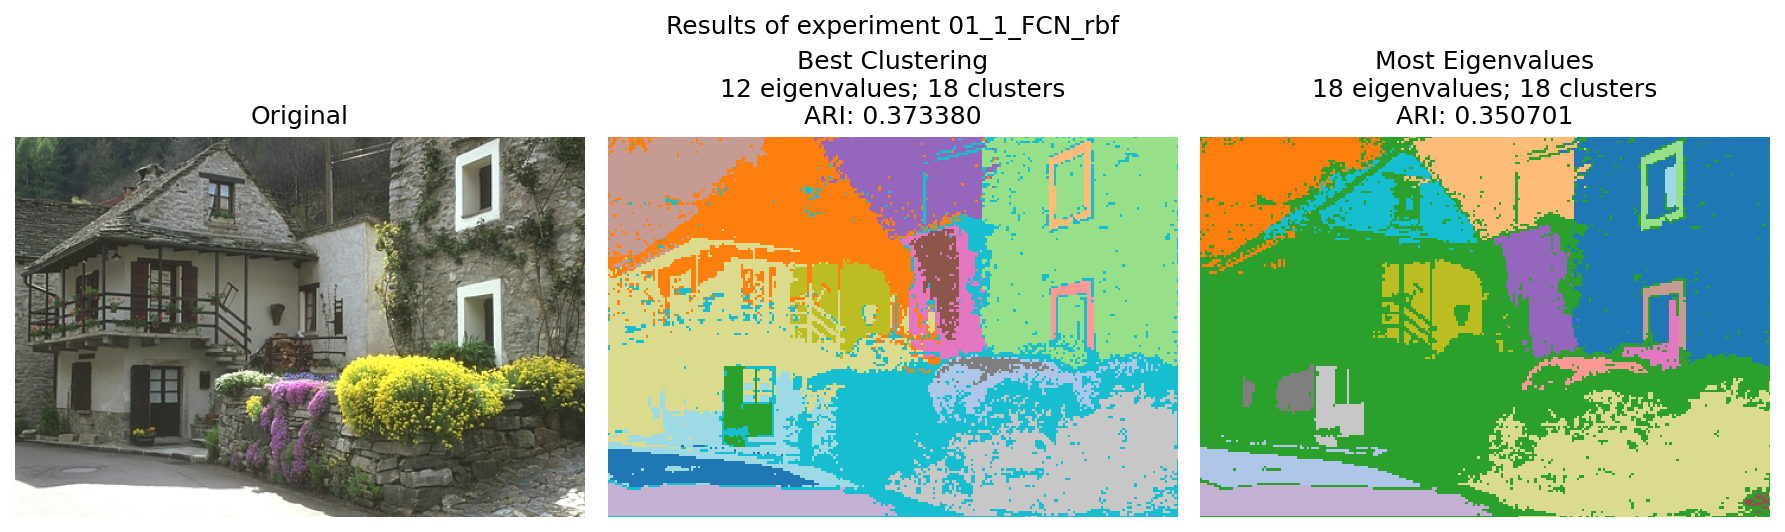 Results of experiment 01_1_FCN_rbf
Original
Best Clustering
12 eigenvalues; 18 clusters
ARI: 0.373380
Most Eigenvalues
18 eigenvalues; 18 clusters
ARI: 0.350701